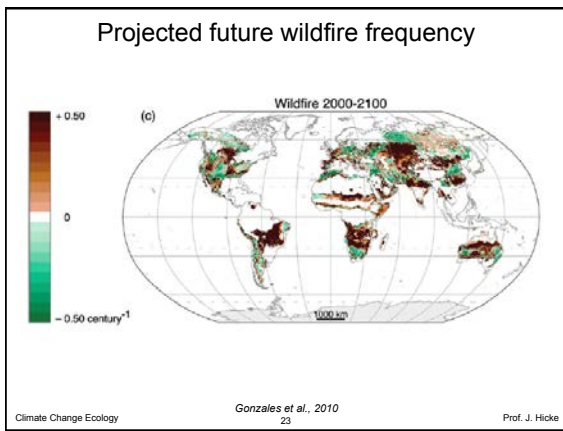 Projected future wildfire frequency
Wildfire 2000-2100
(c)
+ 0.50
0
– 0.50 century-1
1000 km
Gonzales et al., 2010
Climate Change Ecology
23
Prof. J. Hicke